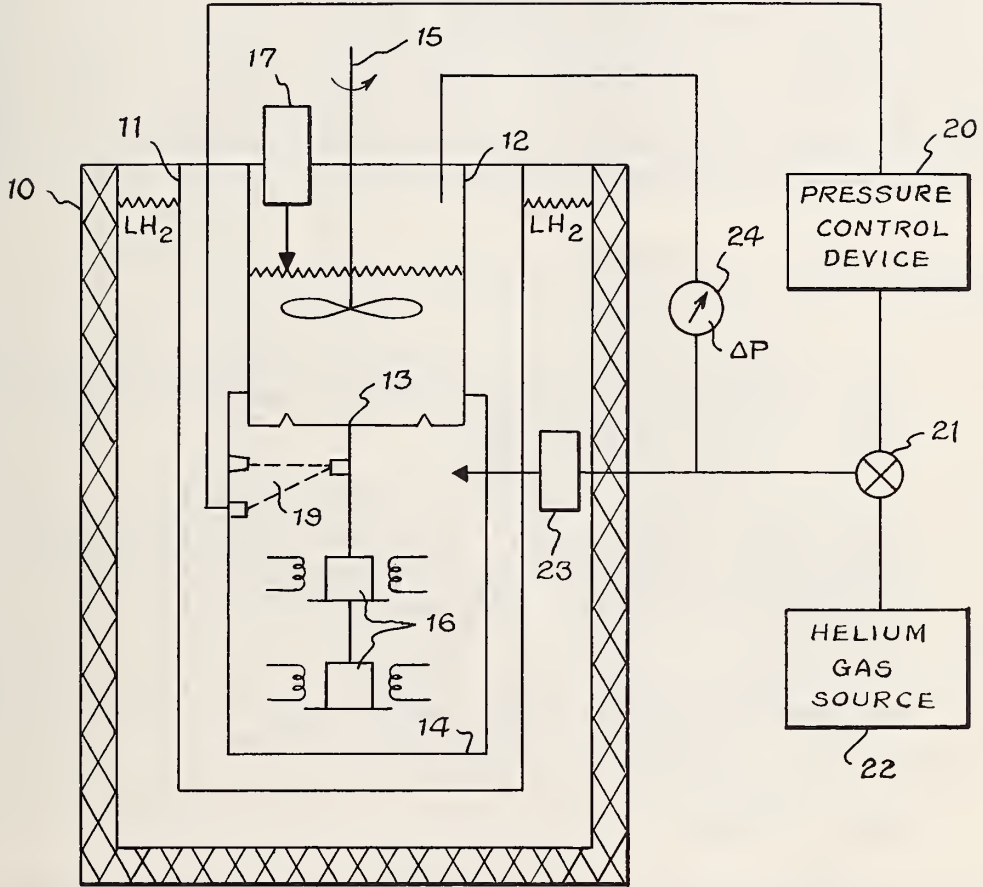 15
17
11
12
20
10
LH2
LH2
PRESSURE
CONTROL
DEVICE
24
ΔP
13
21
19
23
16
HELIUM
GAS
SOURCE
14
22